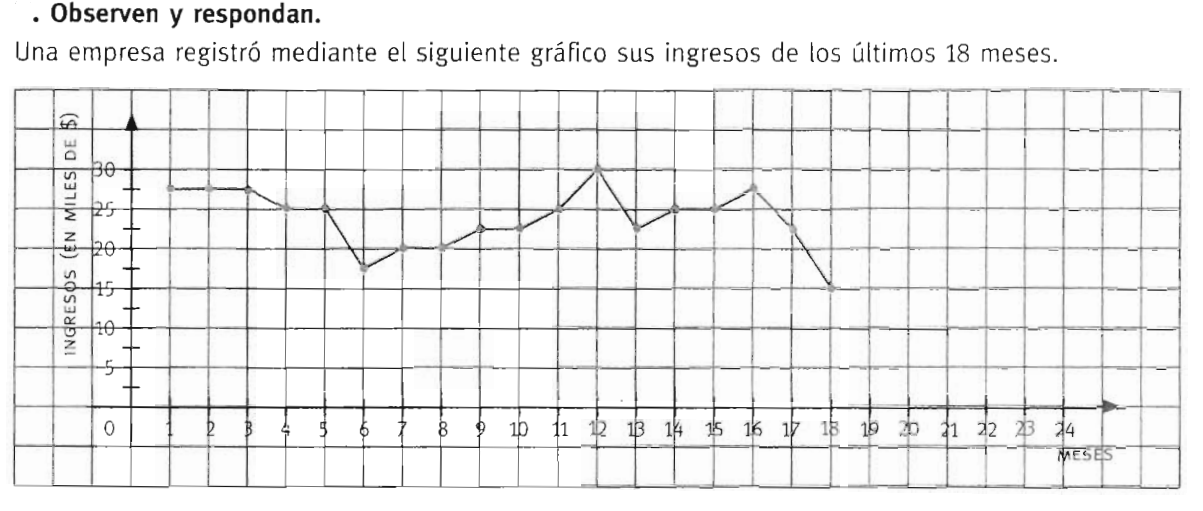 . Observen y respondan.
Una empresa registró mediante el siguiente gráfico sus ingresos de los últimos 18 meses.
INGRESOS (EN MILES DE $)
30
25
20
15
10
5
0 1 2 3 4 5 6 7 8 9 10 11 12 13 14 15 16 17 18 19 20 21 22 23 24
MESES